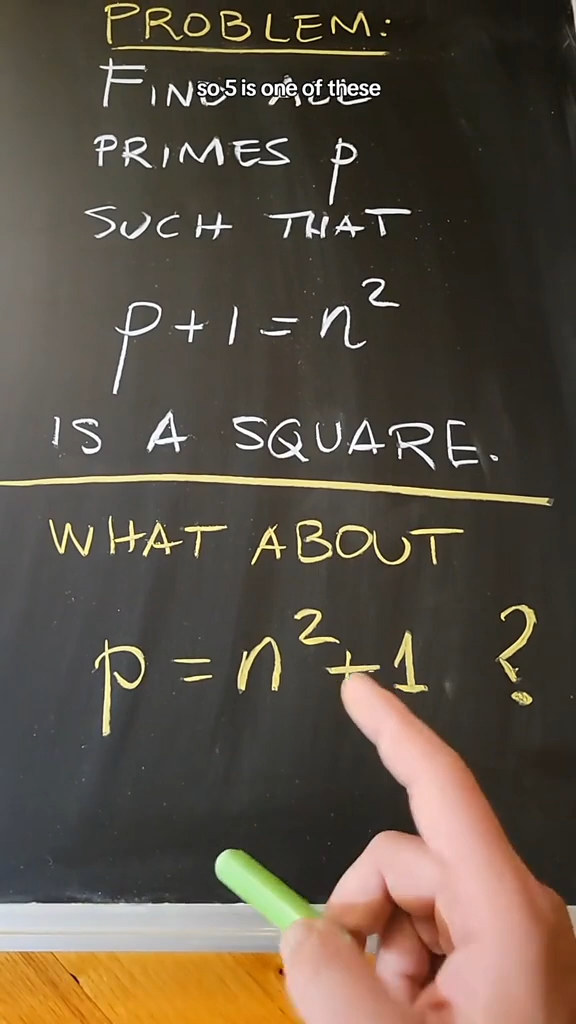 PROBLEM:
FIND ALL
so 5 is one of these
PRIMES p
SUCH THAT
p+1=n²
IS A SQUARE.
WHAT ABOUT
p=n²+1 ?